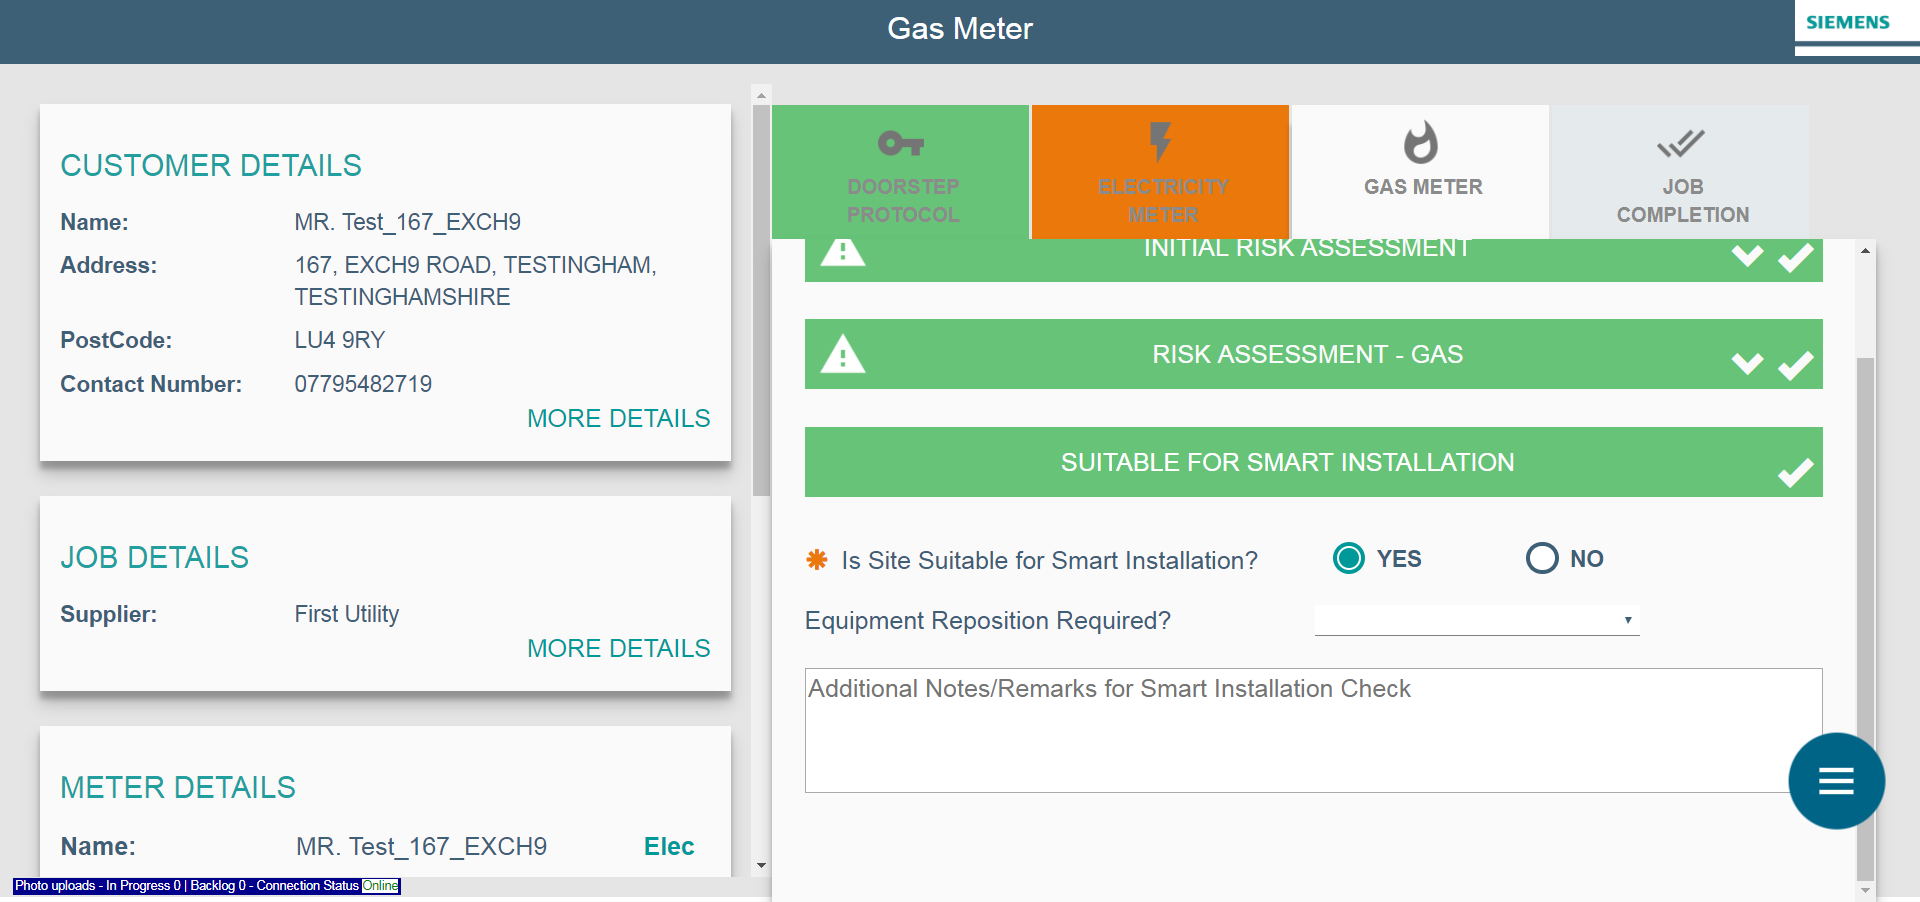 Gas Meter
SIEMENS
CUSTOMER DETAILS
Name: MR. Test_167_EXCH9
Address: 167, EXCH9 ROAD, TESTINGHAM,
TESTINGHAMSHIRE
PostCode: LU4 9RY
Contact Number: 07795482719
MORE DETAILS
JOB DETAILS
Supplier: First Utility
MORE DETAILS
METER DETAILS
Name: MR. Test_167_EXCH9 Elec
Photo uploads - In Progress 0 | Backlog 0 - Connection Status Online
DOORSTEP
PROTOCOL
ELECTRICITY
METER
GAS METER
JOB
COMPLETION
INITIAL RISK ASSESSMENT
RISK ASSESSMENT - GAS
SUITABLE FOR SMART INSTALLATION
Is Site Suitable for Smart Installation? YES NO
Equipment Reposition Required?
Additional Notes/Remarks for Smart Installation Check